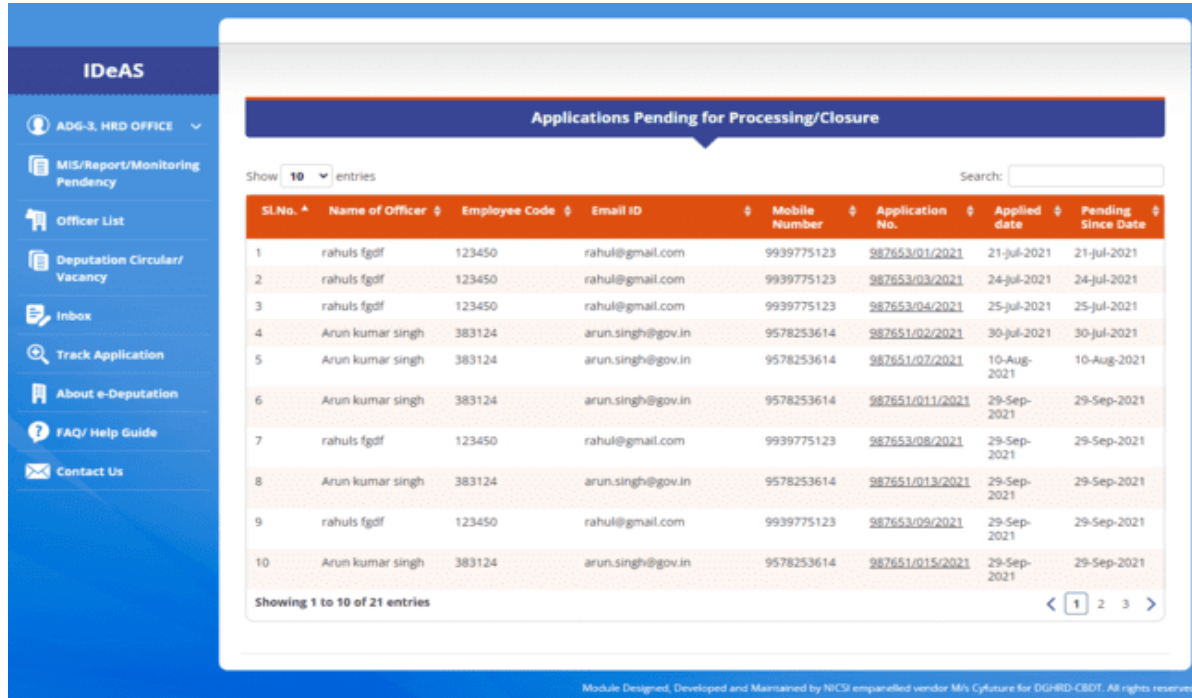 IDeAS
ADG-3, HRD OFFICE
MIS/Report/Monitoring
Pendency
Officer List
Deputation Circular/
Vacancy
Inbox
Track Application
About e-Deputation
FAQ/ Help Guide
Contact Us
Applications Pending for Processing/Closure
Show 10 entries
Search:
Sl.No. Name of Officer Employee Code Email ID Mobile Number Application No. Applied date Pending Since Date
1 rahuls fgdf 123450 rahul@gmail.com 9939775123 987653/01/2021 21-Jul-2021 21-Jul-2021
2 rahuls fgdf 123450 rahul@gmail.com 9939775123 987653/03/2021 24-Jul-2021 24-Jul-2021
3 rahuls fgdf 123450 rahul@gmail.com 9939775123 987653/04/2021 25-Jul-2021 25-Jul-2021
4 Arun kumar singh 383124 arun.singh@gov.in 9578253614 987651/02/2021 30-Jul-2021 30-Jul-2021
5 Arun kumar singh 383124 arun.singh@gov.in 9578253614 987651/07/2021 10-Aug-2021 10-Aug-2021
6 Arun kumar singh 383124 arun.singh@gov.in 9578253614 987651/011/2021 29-Sep-2021 29-Sep-2021
7 rahuls fgdf 123450 rahul@gmail.com 9939775123 987653/08/2021 29-Sep-2021 29-Sep-2021
8 Arun kumar singh 383124 arun.singh@gov.in 9578253614 987651/013/2021 29-Sep-2021 29-Sep-2021
9 rahuls fgdf 123450 rahul@gmail.com 9939775123 987653/09/2021 29-Sep-2021 29-Sep-2021
10 Arun kumar singh 383124 arun.singh@gov.in 9578253614 987651/015/2021 29-Sep-2021 29-Sep-2021
Showing 1 to 10 of 21 entries
1 2 3
Module Designed, Developed and Maintained by NICSI empanelled vendor M/s Cyfuture for DGHRD-CBDT. All rights reserve